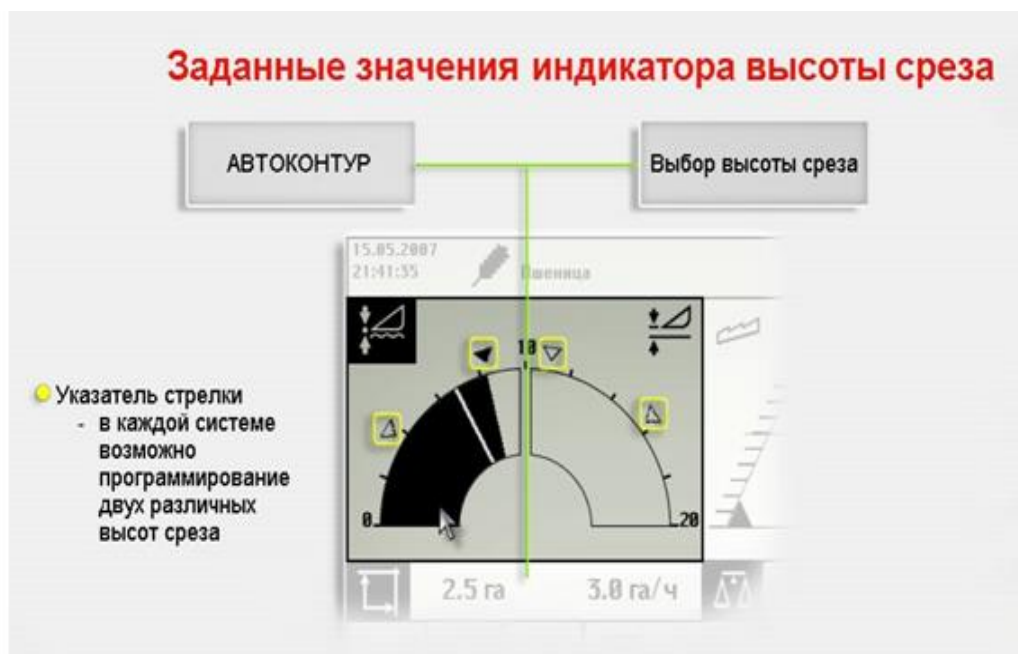 Заданные значения индикатора высоты среза
АВТОКОНТУР
Выбор высоты среза
15.05.2007
21:41:35
Пшеница
10
Указатель стрелки
- в каждой системе
возможно
программирование
двух различных
высот среза
0
20
2.5 га
3.0 га/ч